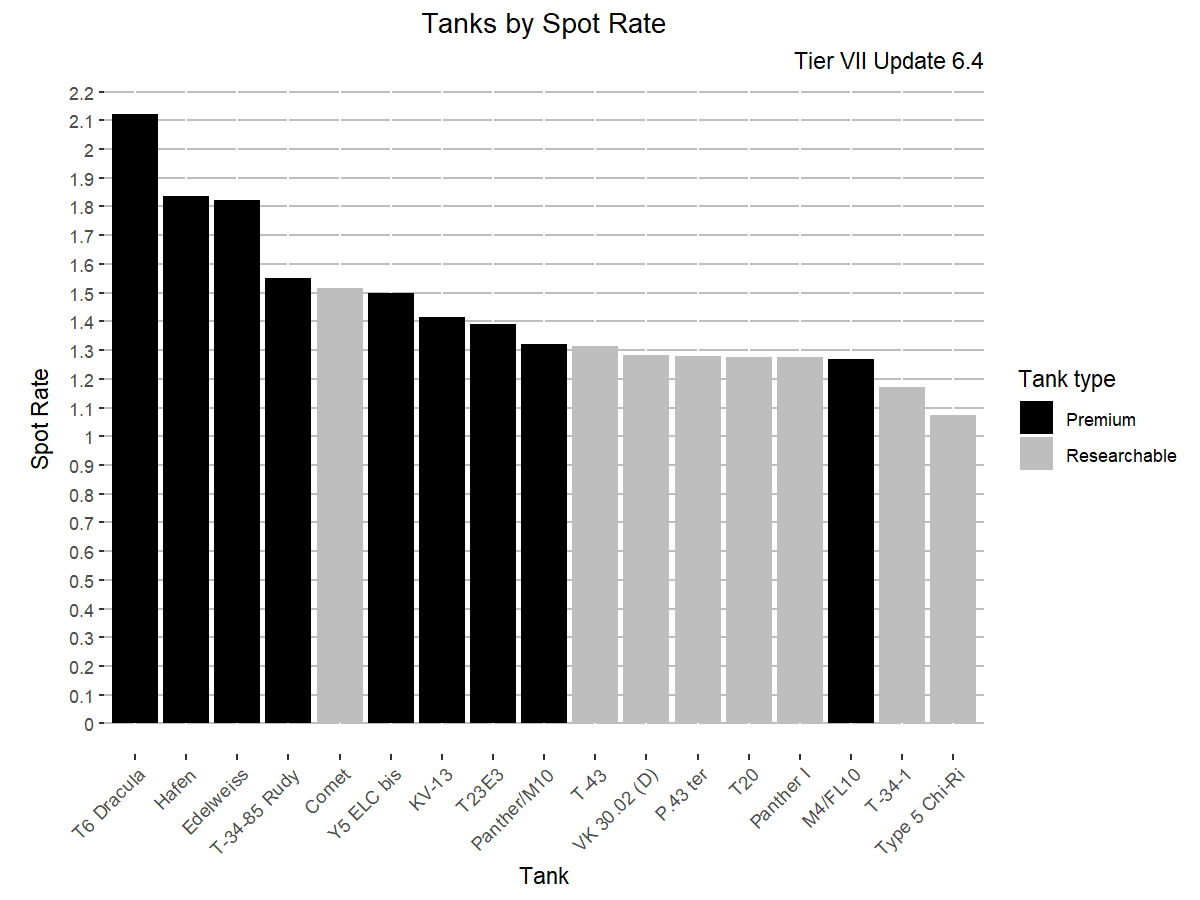 Tanks by Spot Rate
Tier VII Update 6.4
2.2
2.1
2
1.9
1.8
1.7
1.6
1.5
1.4
1.3
1.2
1.1
1
0.9
0.8
0.7
0.6
0.5
0.4
0.3
0.2
0.1
0
Spot Rate
T6 Dracula
Hafen
Edelweiss
T-34-85 Rudy
Comet
Y5 ELC bis
KV-13
T23E3
Panther/M10
T-43
VK 30.02 (D)
P.43 ter
T20
Panther I
M4/FL10
T-34-1
Type 5 Chi-Ri
Tank
Tank type
Premium
Researchable